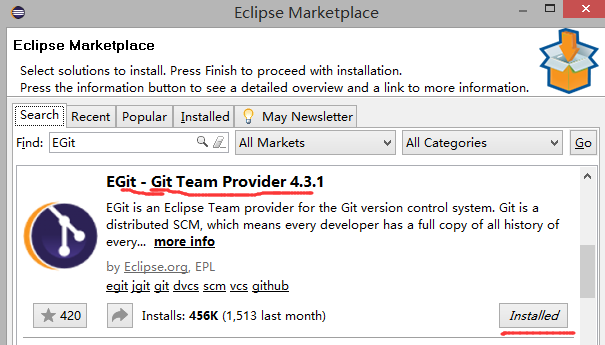 Eclipse Marketplace
Eclipse Marketplace
Select solutions to install. Press Finish to proceed with installation.
Press the information button to see a detailed overview and a link to more information.
Search Recent Popular Installed May Newsletter
Find: EGit All Markets All Categories Go
EGit - Git Team Provider 4.3.1
EGit is an Eclipse Team provider for the Git version control system. Git is a
distributed SCM, which means every developer has a full copy of all history of
every... more info
by Eclipse.org, EPL
egit jgit git dvcs scm vcs github
420 Installs: 456K (1,513 last month) Installed